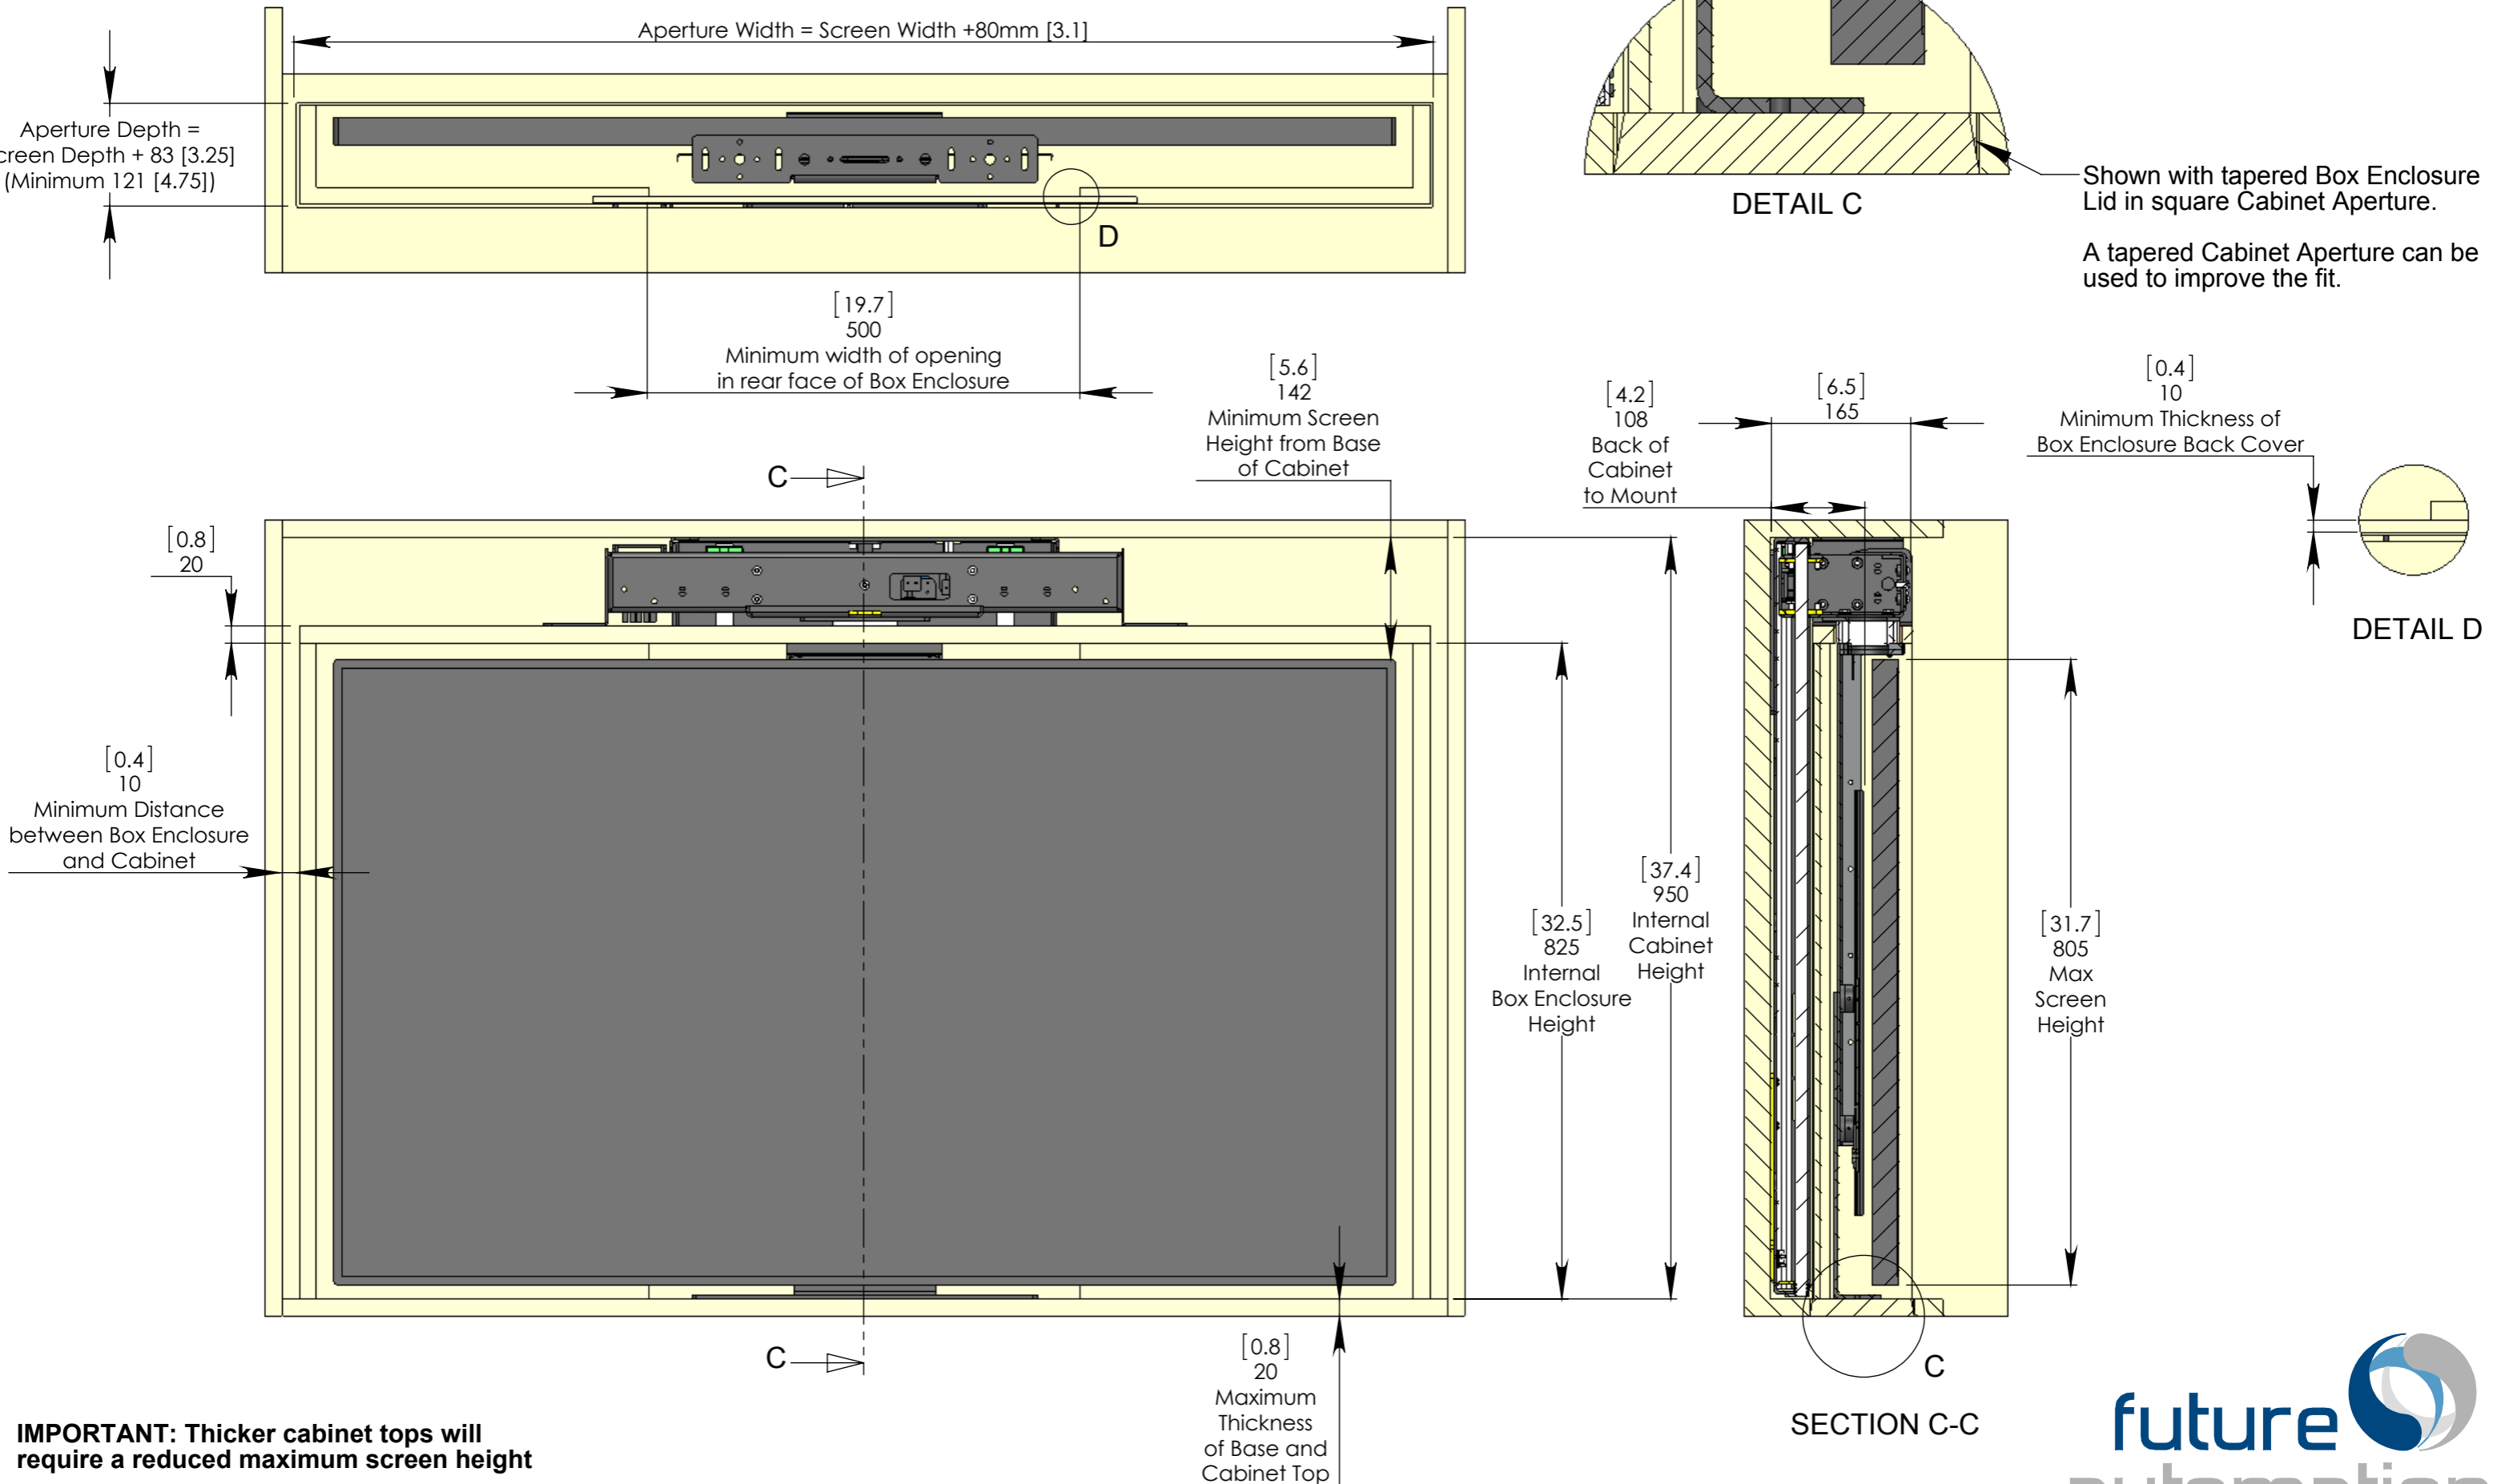 Aperture Width = Screen Width +80mm [3.1]
Aperture Depth =
Depth + 83 [3.25]
(Minimum 121 [4.75])
D
[19.7]
500
Minimum width of opening
in rear face of Box Enclosure
DETAIL C
Shown with tapered Box Enclosure
Lid in square Cabinet Aperture.
A tapered Cabinet Aperture can be
used to improve the fit.
[5.6]
142
Minimum Screen
Height from Base
of Cabinet
[4.2]
108
Back of
Cabinet
to Mount
[6.5]
165
[0.4]
10
Minimum Thickness of
Box Enclosure Back Cover
DETAIL D
C
[0.8]
20
[0.4]
10
Minimum Distance
between Box Enclosure
and Cabinet
[32.5]
825
Internal
Box Enclosure
Height
[37.4]
950
Internal
Cabinet
Height
[31.7]
805
Max
Screen
Height
C
[0.8]
20
Maximum
Thickness
of Base and
Cabinet Top
C
SECTION C-C
IMPORTANT: Thicker cabinet tops will
require a reduced maximum screen height
future
automation